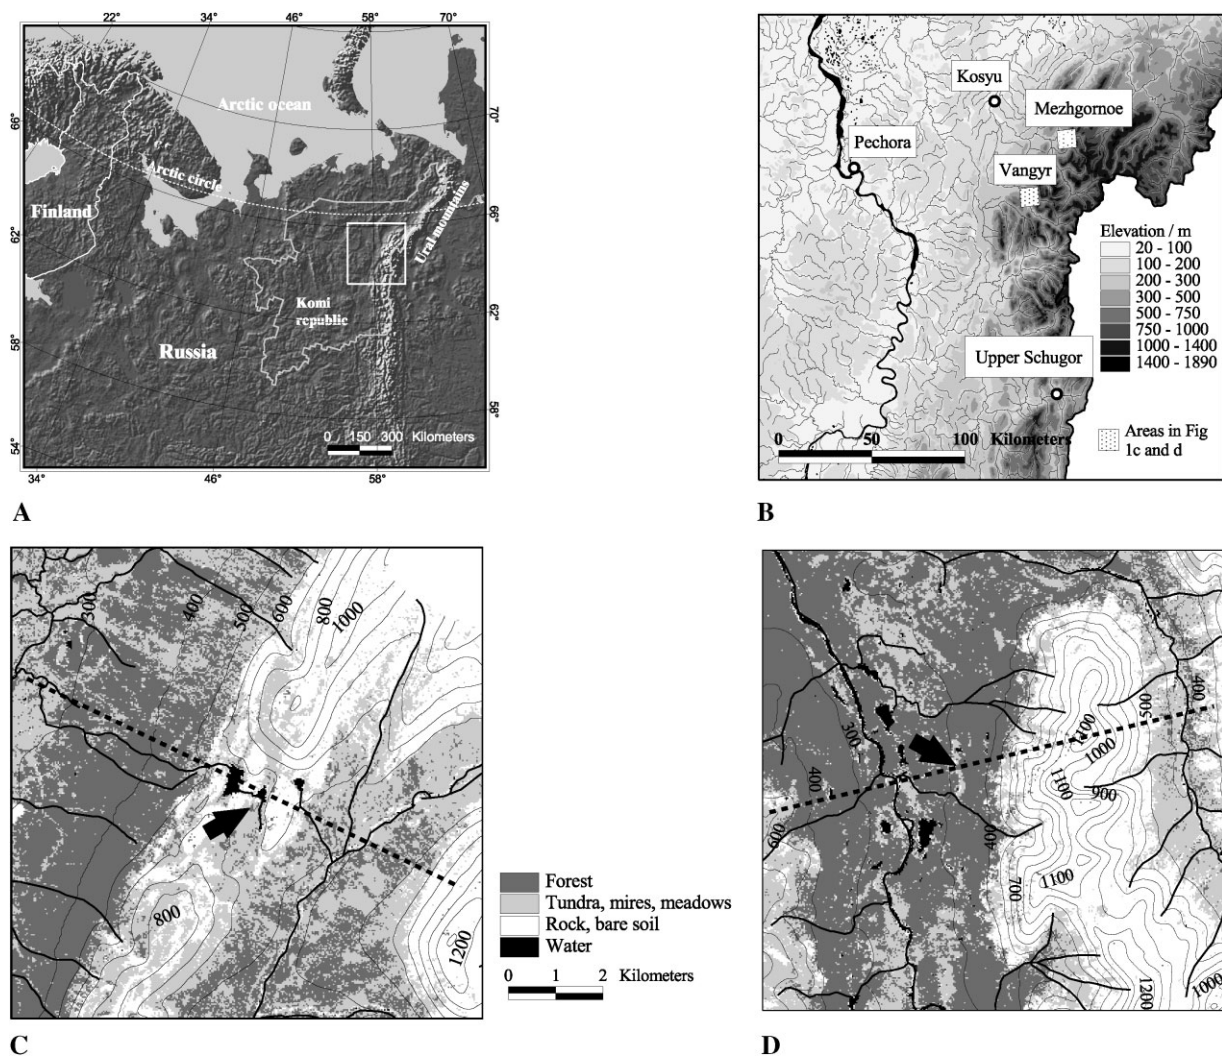 22° 34° 46° 58° 70°
66°
62°
58°
54°
70°
66°
62°
58°
Arctic ocean
Arctic circle
Finland
Ural mountains
Komi
republic
Russia
0 150 300 Kilometers
34° 46° 58°
A
Kosyu
Mezhgornoe
Pechora
Vangyr
Elevation / m
20 - 100
100 - 200
200 - 300
300 - 500
500 - 750
750 - 1000
1000 - 1400
1400 - 1890
Upper Schugor
0 50 100 Kilometers
Areas in Fig
1c and d
B
300
400
500
600
800
1000
800
1200
C
Forest
Tundra, mires, meadows
Rock, bare soil
Water
0 1 2 Kilometers
300
400
600
400
500
1100
1000
1100
900
400
700
1100
1200
1000
D